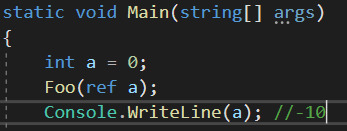 static void Main(string[] args)
{
    int a = 0;
    Foo(ref a);
    Console.WriteLine(a); //-10